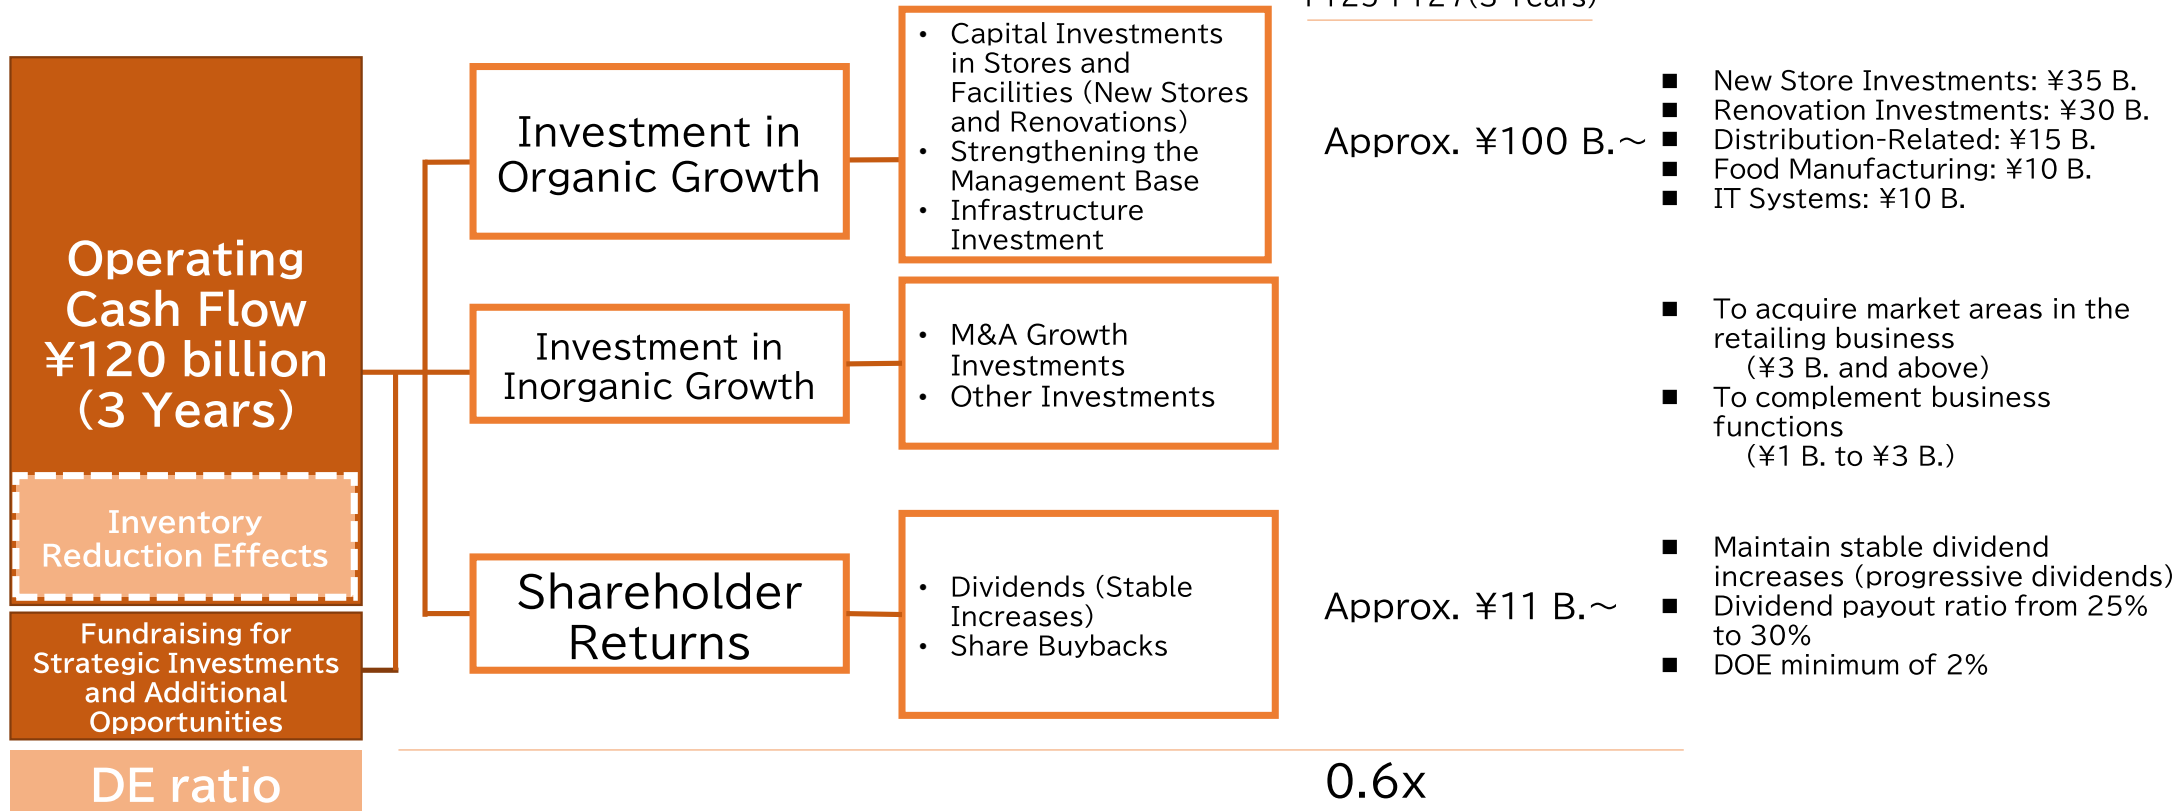 Operating
Cash Flow
¥120 billion
(3 Years)
Inventory
Reduction Effects
Fundraising for
Strategic Investments
and Additional
Opportunities
DE ratio
Investment in
Organic Growth
• Capital Investments
in Stores and
Facilities (New Stores
and Renovations)
• Strengthening the
Management Base
• Infrastructure
Investment
Approx. ¥100 B.~
■ New Store Investments: ¥35 B.
■ Renovation Investments: ¥30 B.
■ Distribution-Related: ¥15 B.
■ Food Manufacturing: ¥10 B.
■ IT Systems: ¥10 B.
Investment in
Inorganic Growth
• M&A Growth
Investments
• Other Investments
■ To acquire market areas in the
retailing business
(¥3 B. and above)
■ To complement business
functions
(¥1 B. to ¥3 B.)
Shareholder
Returns
• Dividends (Stable
Increases)
• Share Buybacks
Approx. ¥11 B.~
■ Maintain stable dividend
increases (progressive dividends)
■ Dividend payout ratio from 25%
to 30%
■ DOE minimum of 2%
0.6x